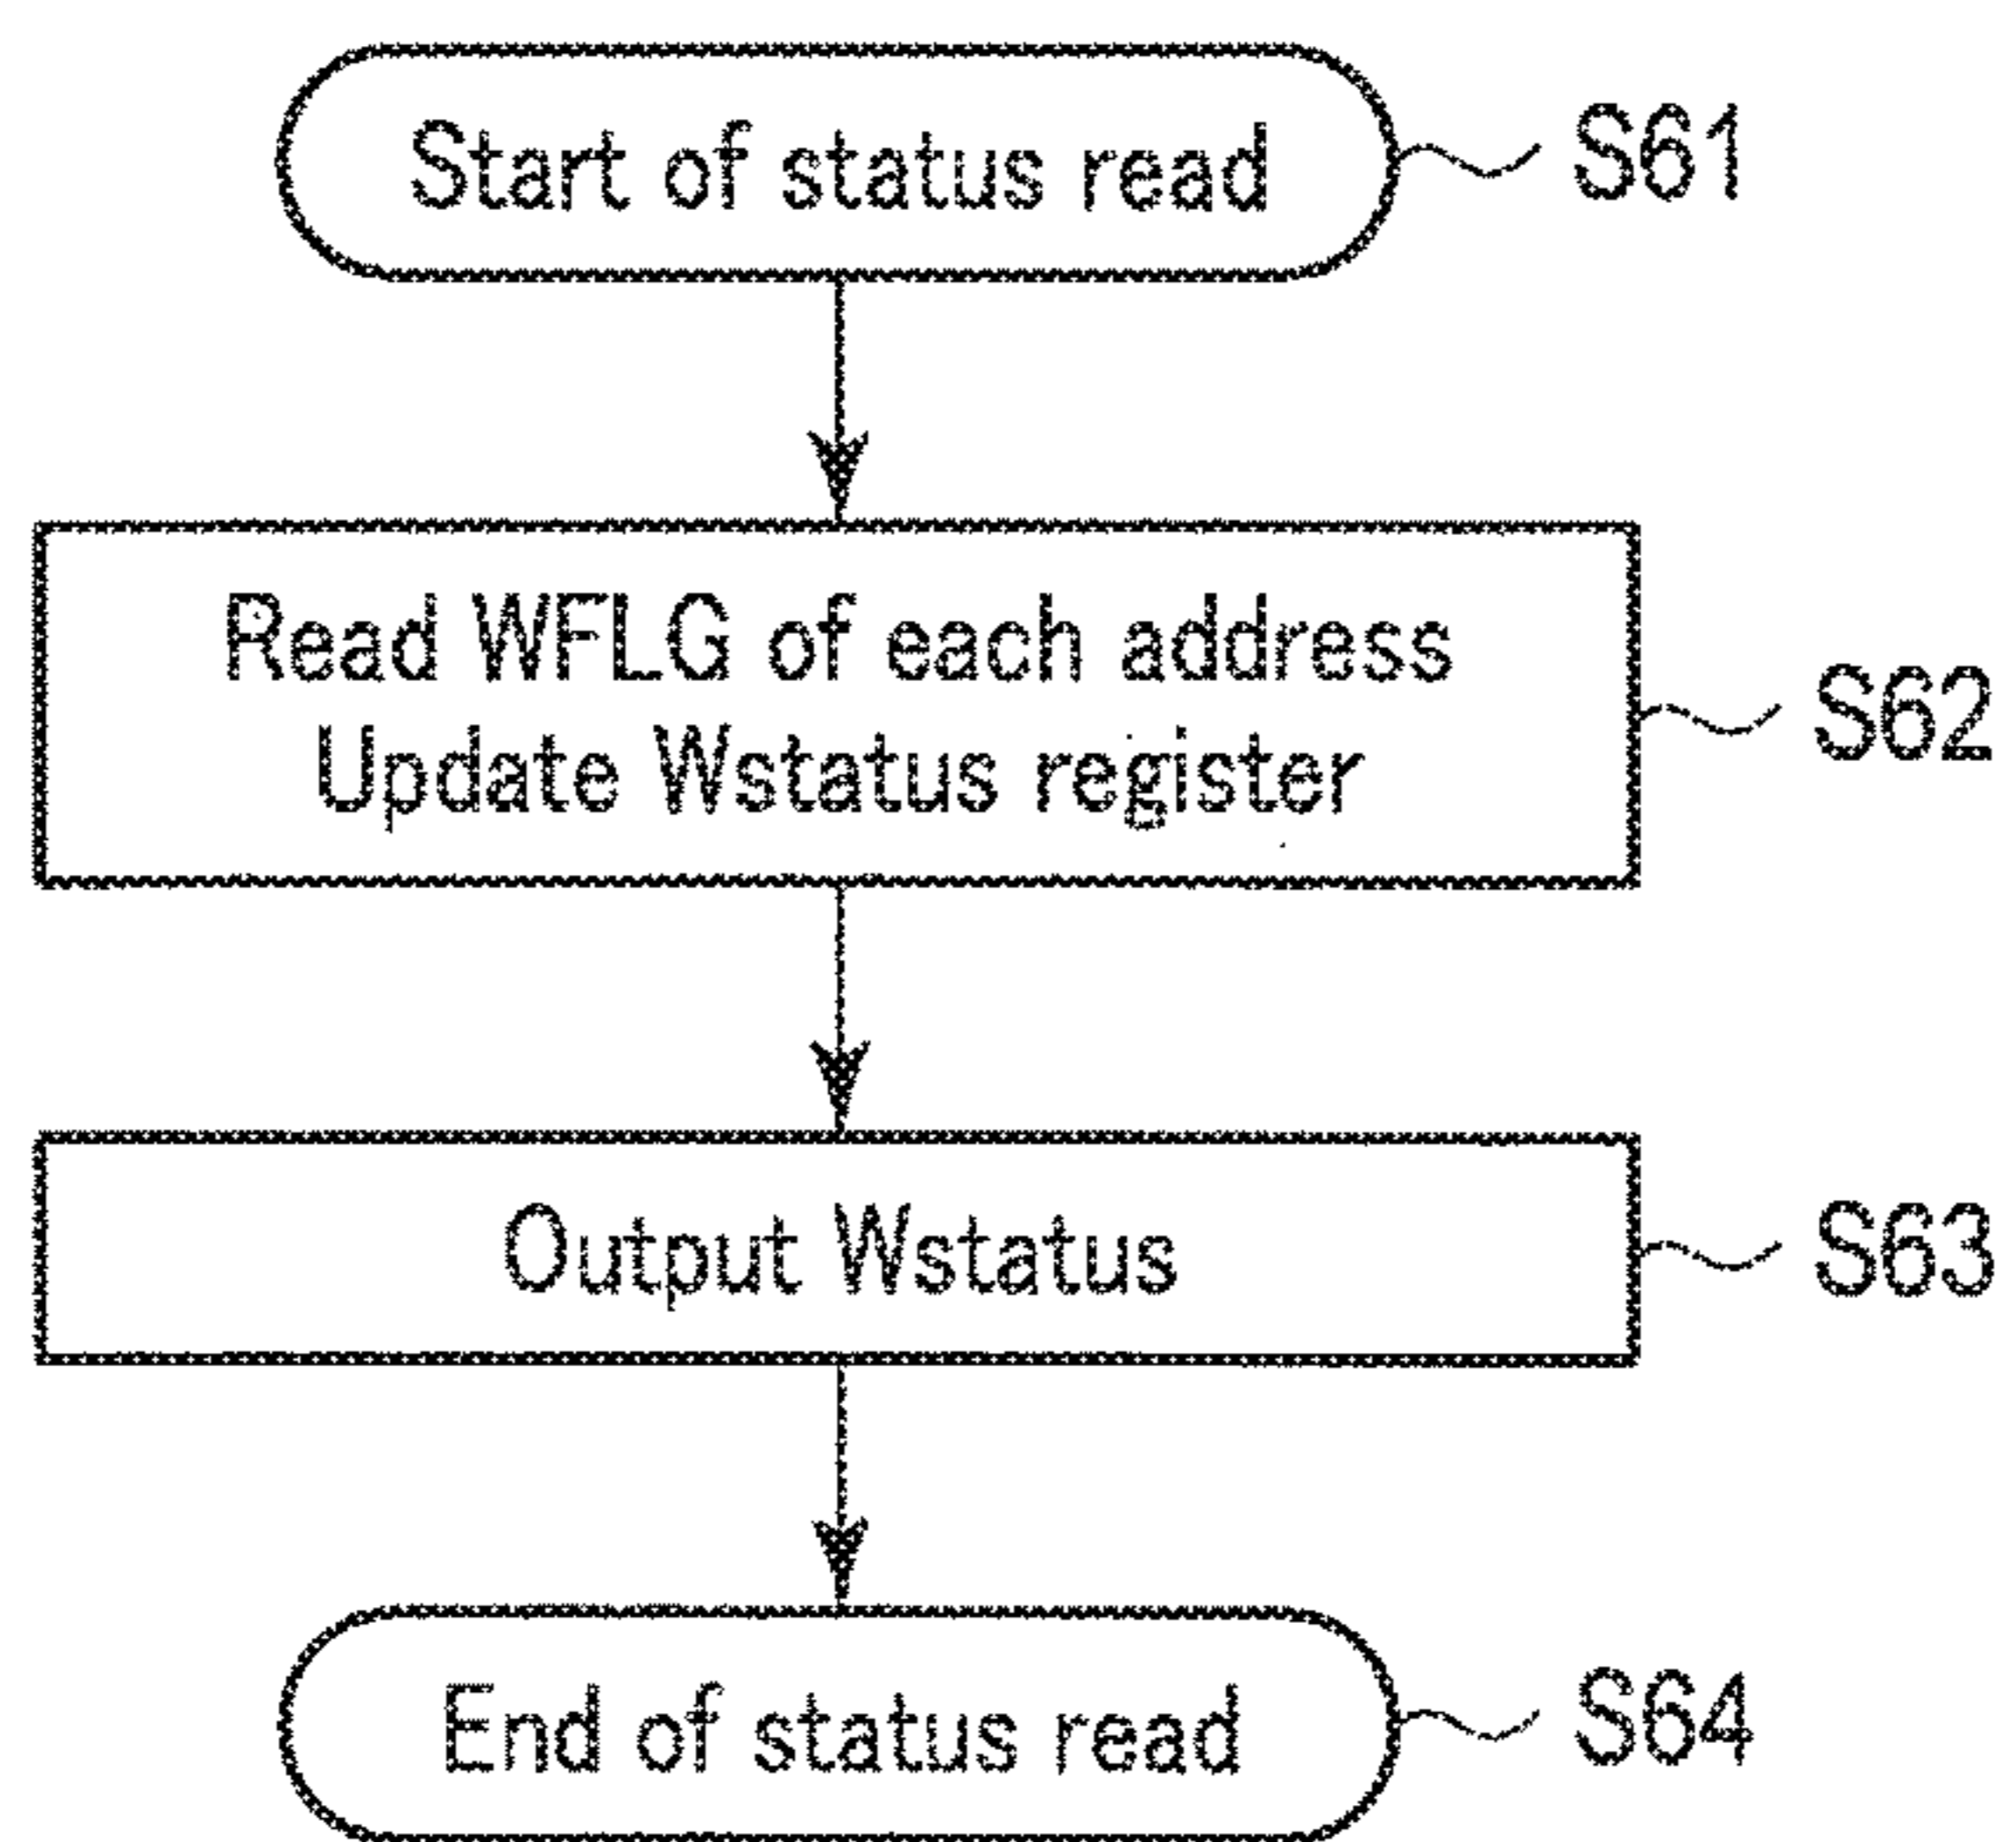 Start of status read
S61
Read WFLG of each address
Update Wstatus register
S62
Output Wstatus
S63
End of status read
S64